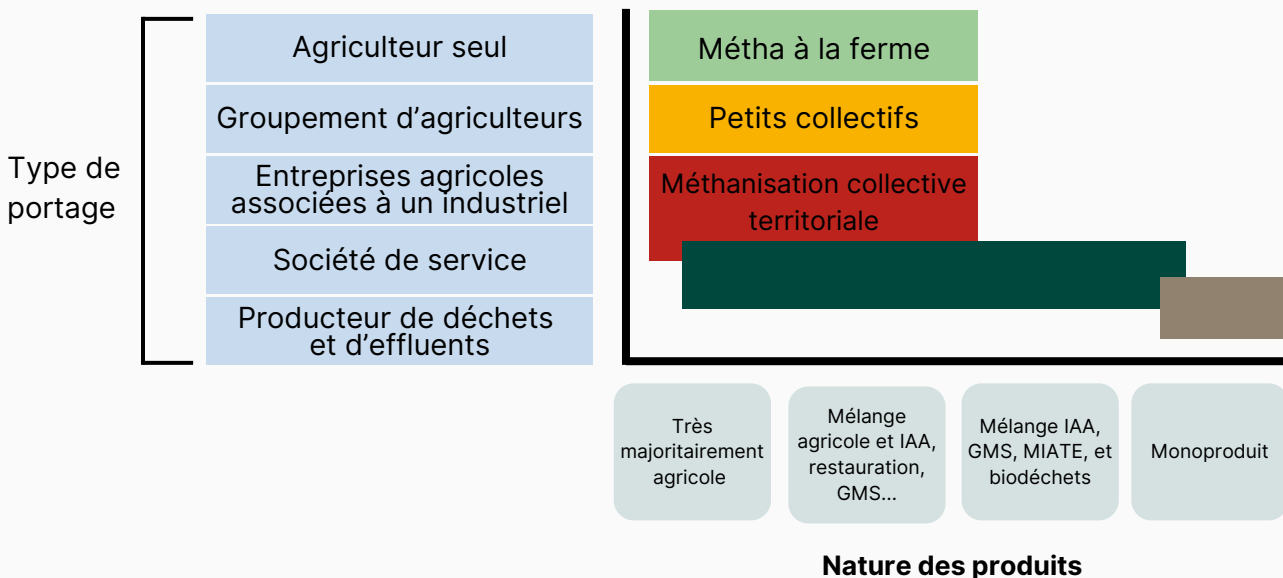 Type de
portage
Agriculteur seul
Groupement d’agriculteurs
Entreprises agricoles
associées à un industriel
Société de service
Producteur de déchets
et d’effluents
Métha à la ferme
Petits collectifs
Méthanisation collective
territoriale
Très
majoritairement
agricole
Mélange
agricole et IAA,
restauration,
GMS...
Mélange IAA,
GMS, MIATE, et
biodéchets
Monoproduit
Nature des produits